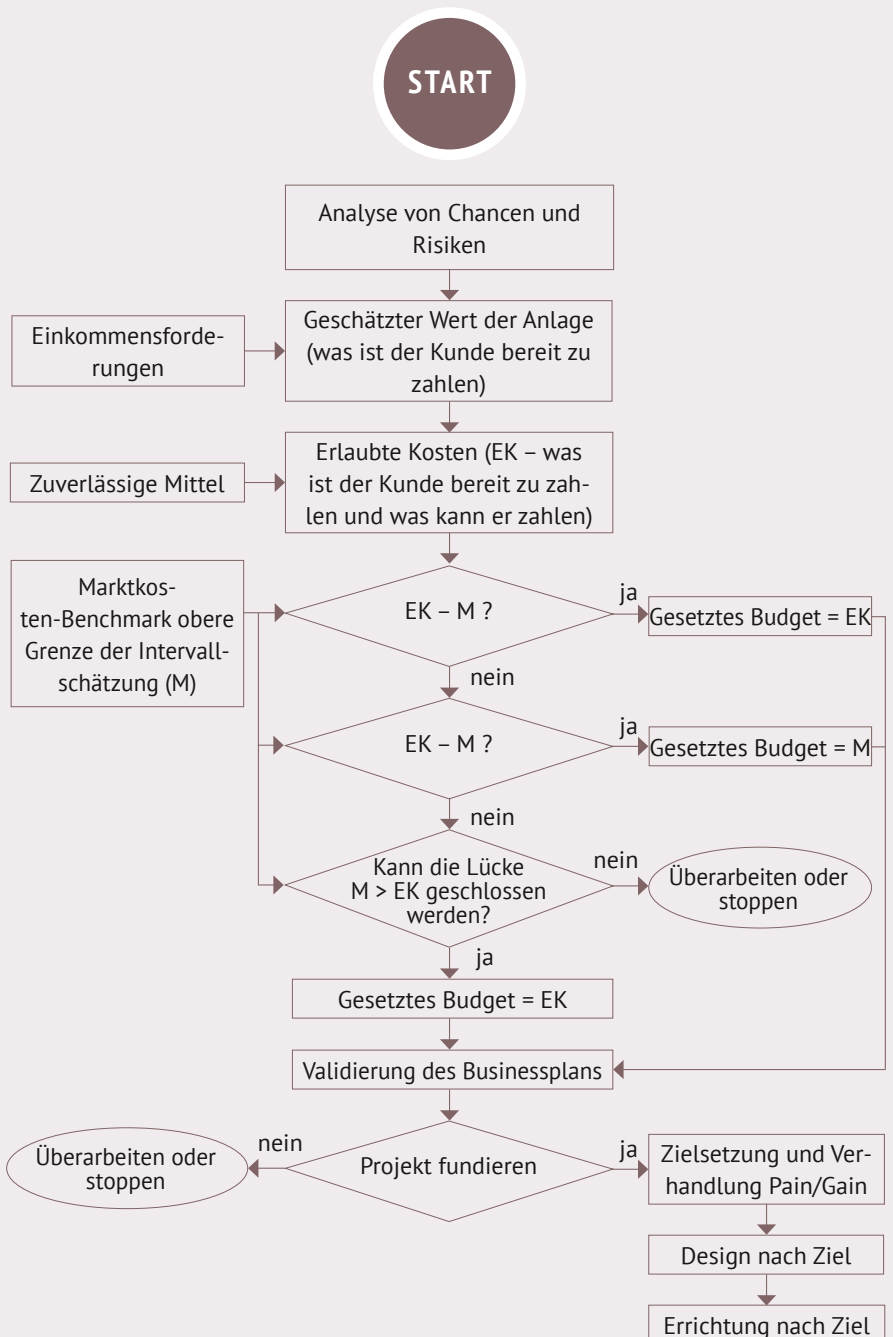 START
Analyse von Chancen und
Risiken
Einkommensforde-
rungen
Geschätzter Wert der Anlage
(was ist der Kunde bereit zu
zahlen)
Zuverlässige Mittel
Erlaubte Kosten (EK – was
ist der Kunde bereit zu zah-
len und was kann er zahlen)
Marktkos-
ten-Benchmark obere
Grenze der Intervall-
schätzung (M)
EK – M ?
ja
Gesetztes Budget = EK
nein
EK – M ?
ja
Gesetztes Budget = M
nein
Kann die Lücke
M > EK geschlossen
werden?
nein
Überarbeiten oder
stoppen
ja
Gesetztes Budget = EK
Validierung des Businessplans
Überarbeiten oder
stoppen
nein
Projekt fundieren
ja
Zielsetzung und Ver-
handlung Pain/Gain
Design nach Ziel
Errichtung nach Ziel